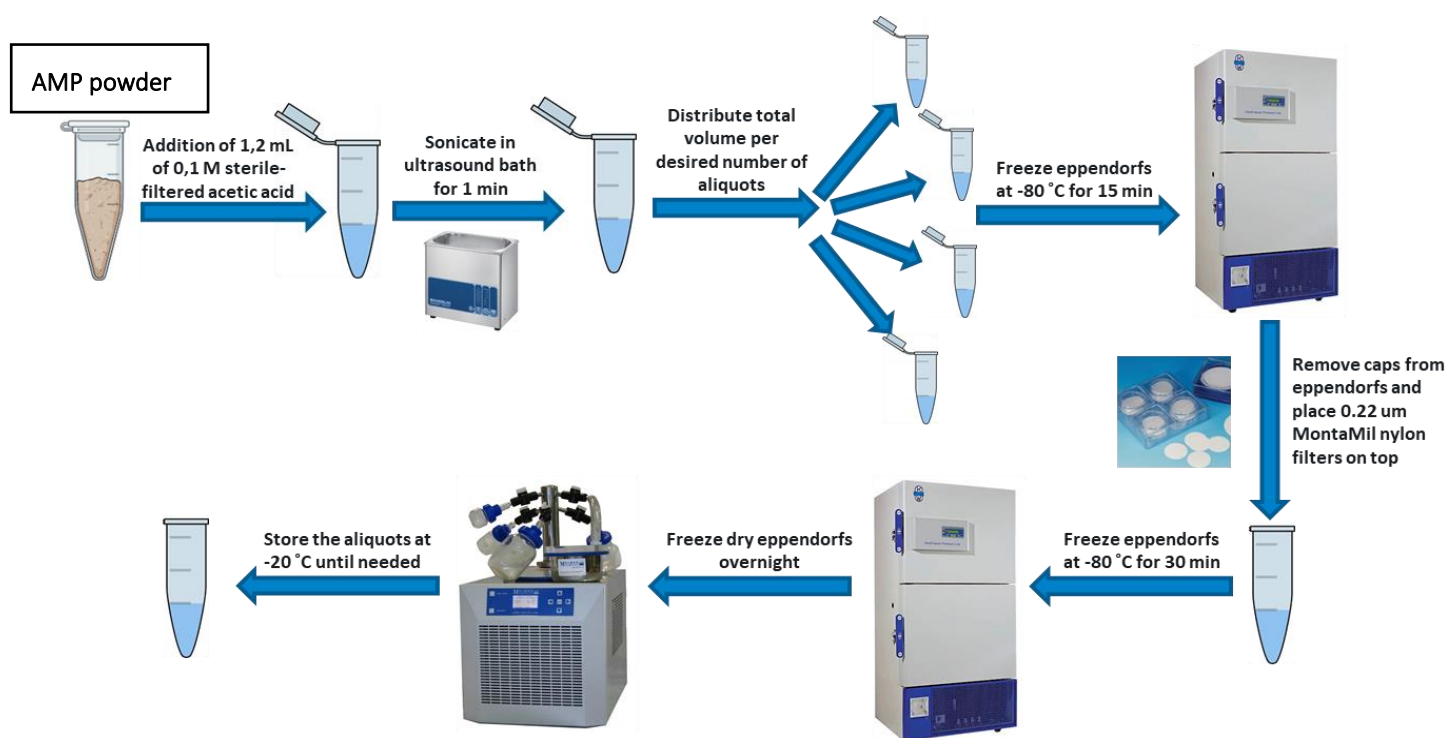 AMP powder
Addition of 1,2 mL
of 0,1 M sterile-
filtered acetic acid
Sonicate in
ultrasound bath
for 1 min
Distribute total
volume per
desired number of
aliquots
Freeze eppendorfs
at -80 ˚C for 15 min
Remove caps from
eppendorfs and
place 0.22 um
MontaMil nylon
filters on top
Freeze eppendorfs
at -80 ˚C for 30 min
Freeze dry eppendorfs
overnight
Store the aliquots at
-20 ˚C until needed